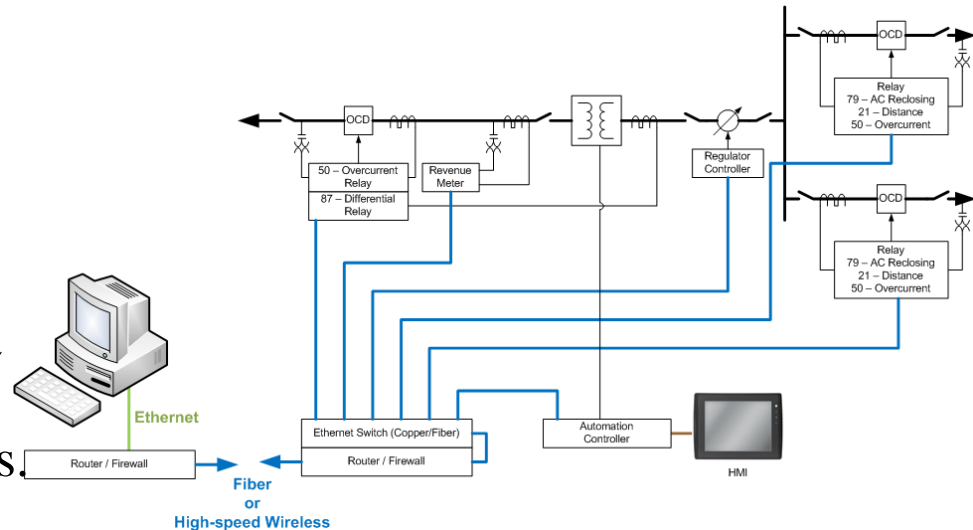 OCD
Relay
79 – AC Reclosing
21 – Distance
50 – Overcurrent
OCD
50 – Overcurrent
Relay
87 – Differential
Relay
Revenue
Meter
Regulator
Controller
OCD
Relay
79 – AC Reclosing
21 – Distance
50 – Overcurrent
Ethernet
Router / Firewall
s.
Fiber
or
High-speed Wireless
Ethernet Switch (Copper/Fiber)
Router / Firewall
Automation
Controller
HMI